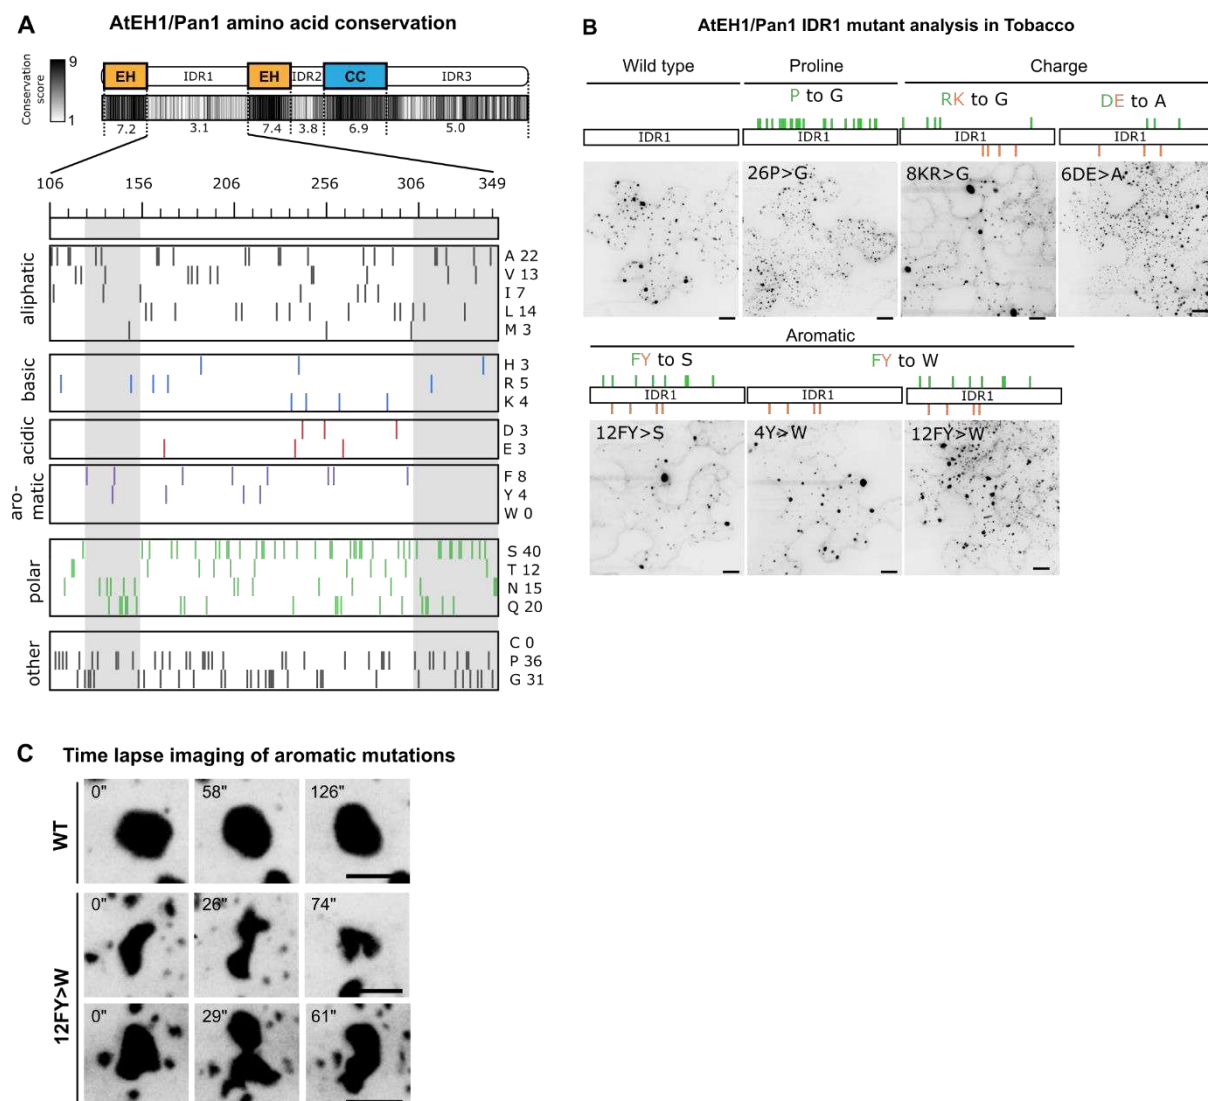 A AtEH1/Pan1 amino acid conservation
Conservation
score
9
1
EH IDR1 EH IDR2 CC IDR3
7.2 3.1 7.4 3.8 6.9 5.0
106 156 206 256 306 349
aliphatic
A 22
V 13
I 7
L 14
M 3
basic
H 3
R 5
K 4
acidic
D 3
E 3
aro-
matic
F 8
Y 4
W 0
polar
S 40
T 12
N 15
Q 20
other
C 0
P 36
G 31
B AtEH1/Pan1 IDR1 mutant analysis in Tobacco
Wild type Proline Charge
P to G RK to G DE to A
IDR1 IDR1 IDR1 IDR1
26P>G 8KR>G 6DE>A
Aromatic
FY to S FY to W
IDR1 IDR1 IDR1
12FY>S 4Y>W 12FY>W
C Time lapse imaging of aromatic mutations
WT
0" 58" 126"
12FY>W
0" 26" 74"
0" 29" 61"